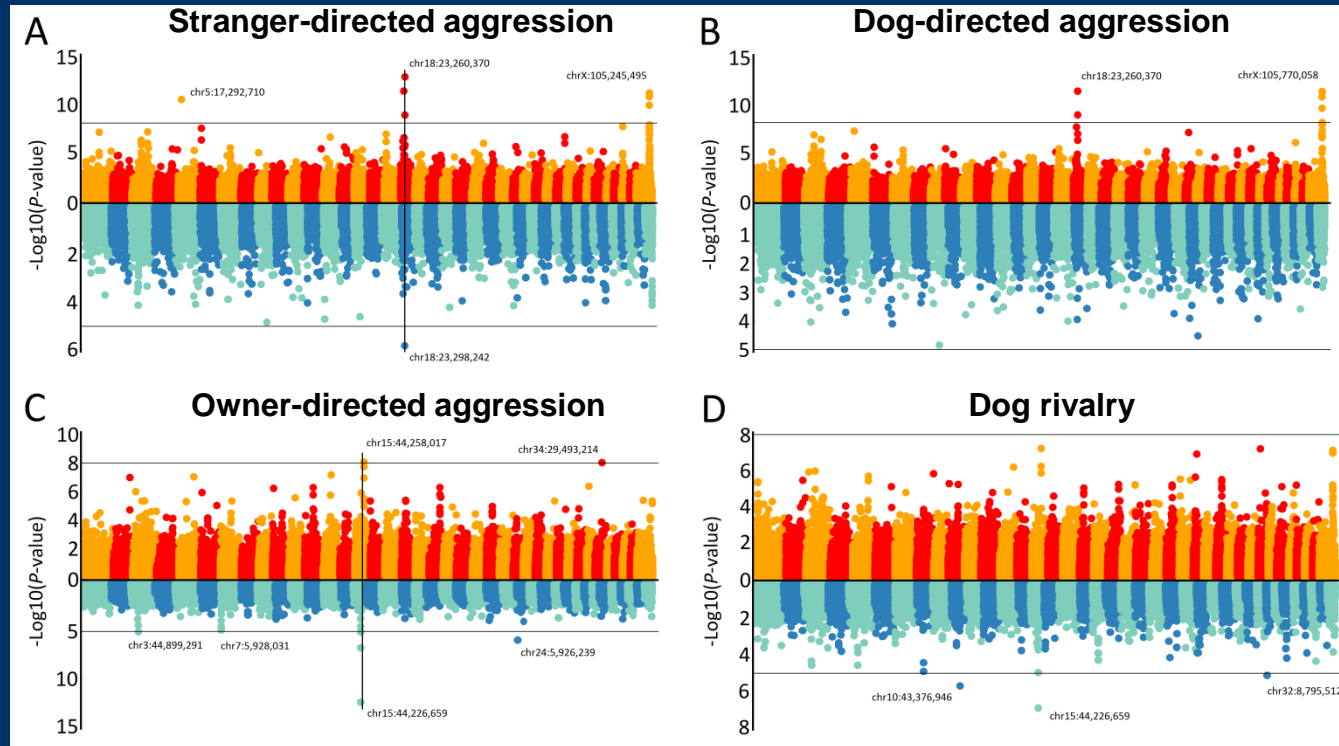 A
Stranger-directed aggression
15
10
5
0
2
4
6
-Log10(P-value)
chr5:17,292,710
chr18:23,260,370
chrX:105,245,495
chr18:23,298,242
B
Dog-directed aggression
15
10
5
0
1
2
3
4
5
-Log10(P-value)
chr18:23,260,370
chrX:105,770,058
C
Owner-directed aggression
10
8
6
4
2
0
5
10
15
-Log10(P-value)
chr15:44,258,017
chr34:29,493,214
chr3:44,899,291
chr7:5,928,031
chr24:5,926,239
chr15:44,226,659
D
Dog rivalry
8
6
4
2
0
2
4
6
8
-Log10(P-value)
chr10:43,376,946
chr15:44,226,659
chr32:8,795,512